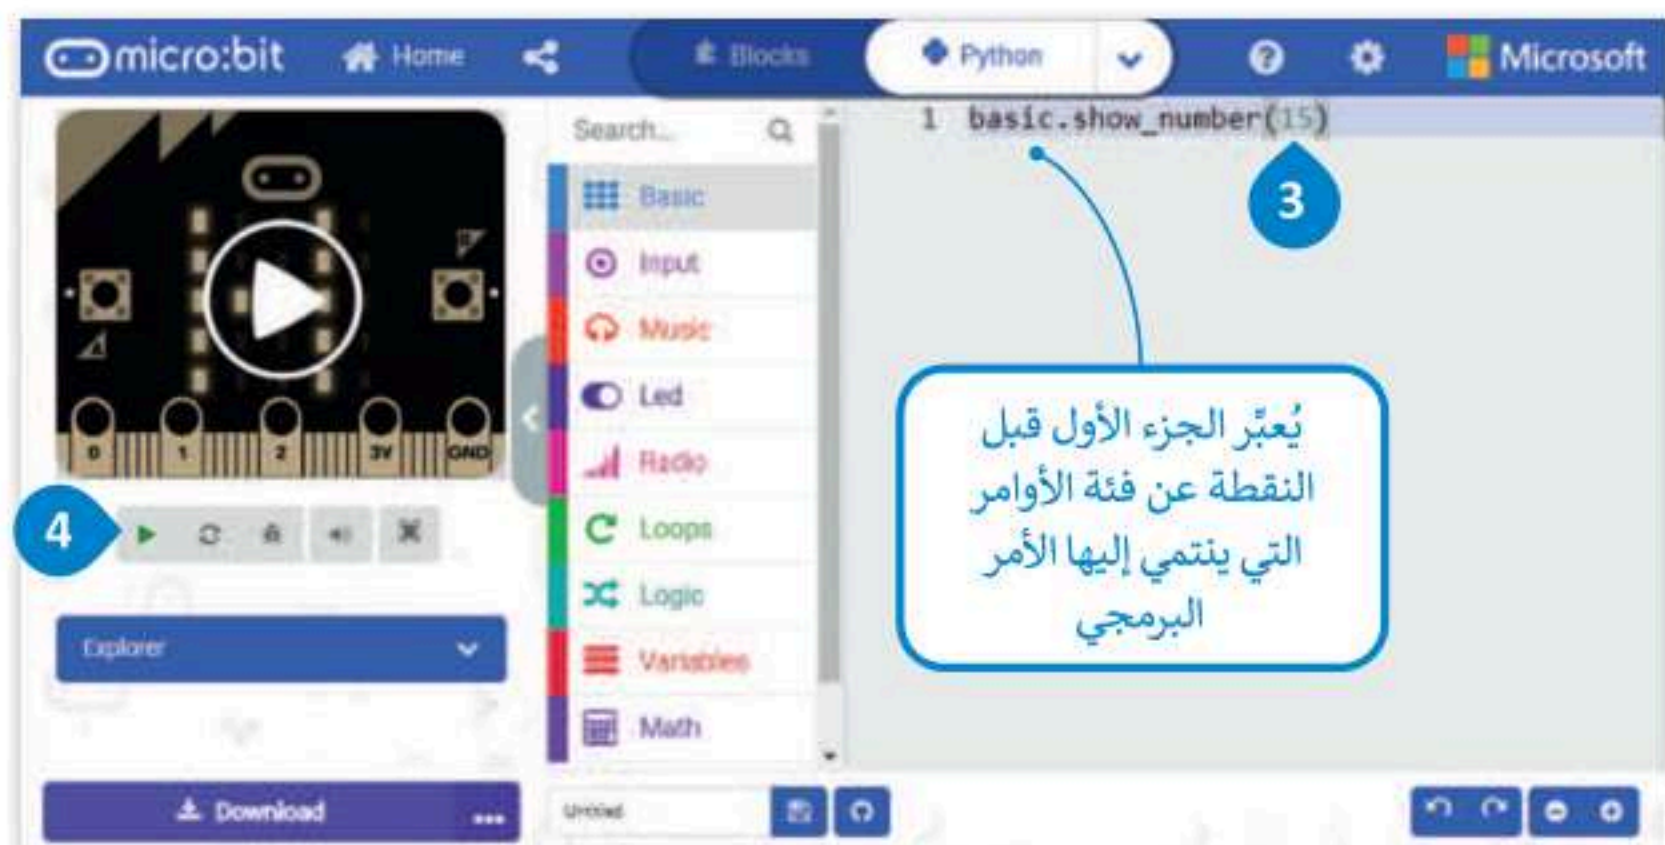 micro:bit Home Blocks Python Microsoft
Search...
Basic
Input
Music
Led
Radio
Loops
Logic
Variables
Math
1 basic.show_number(15)
3
يُعبَّر الجزء الأول قبل
النقطة عن فئة الأوامر
التي ينتمي إليها الأمر
البرمجي
0 1 2 3V GND
4
Explorer
Download
Untitled